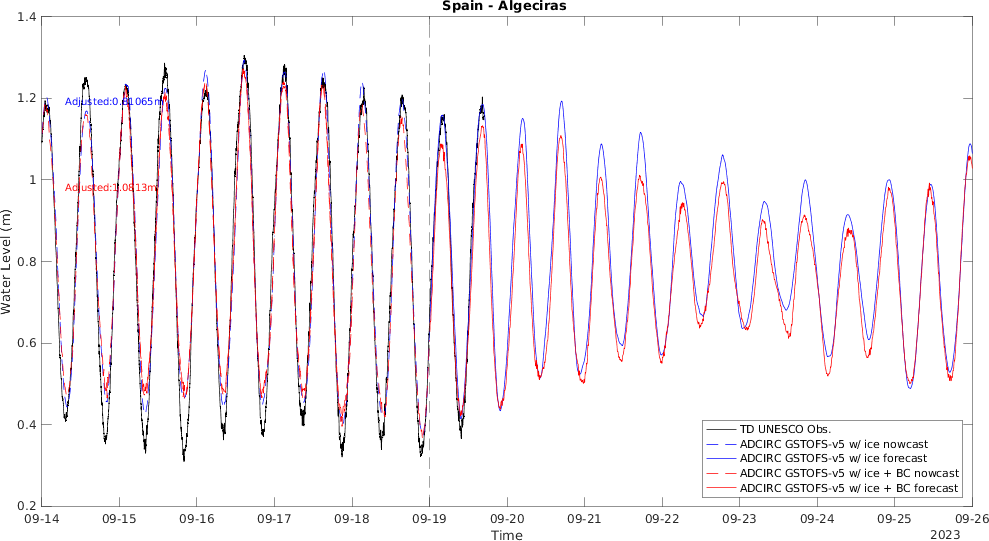 Spain - Algeciras
1.4
1.2
1
0.8
0.6
0.4
0.2
Water Level (m)
Adjusted:0.81065m
Adjusted:1.0813m
TD UNESCO Obs.
ADCIRC GSTOFS-v5 w/ ice nowcast
ADCIRC GSTOFS-v5 w/ ice forecast
ADCIRC GSTOFS-v5 w/ ice + BC nowcast
ADCIRC GSTOFS-v5 w/ ice + BC forecast
09-14 09-15 09-16 09-17 09-18 09-19 09-20 09-21 09-22 09-23 09-24 09-25 09-26
Time
2023